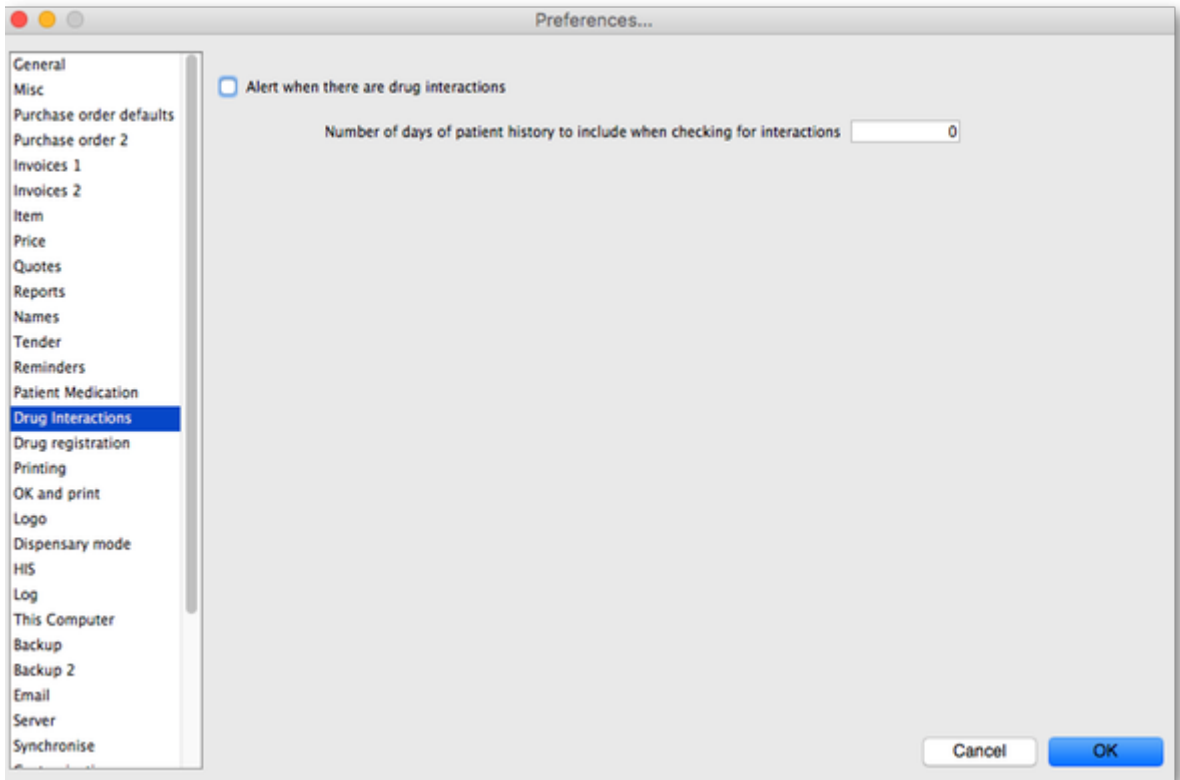 Preferences...
General
Misc
Purchase order defaults
Purchase order 2
Invoices 1
Invoices 2
Item
Price
Quotes
Reports
Names
Tender
Reminders
Patient Medication
Drug Interactions
Drug registration
Printing
OK and print
Logo
Dispensary mode
HIS
Log
This Computer
Backup
Backup 2
Email
Server
Synchronise
Alert when there are drug interactions
Number of days of patient history to include when checking for interactions 0
Cancel OK